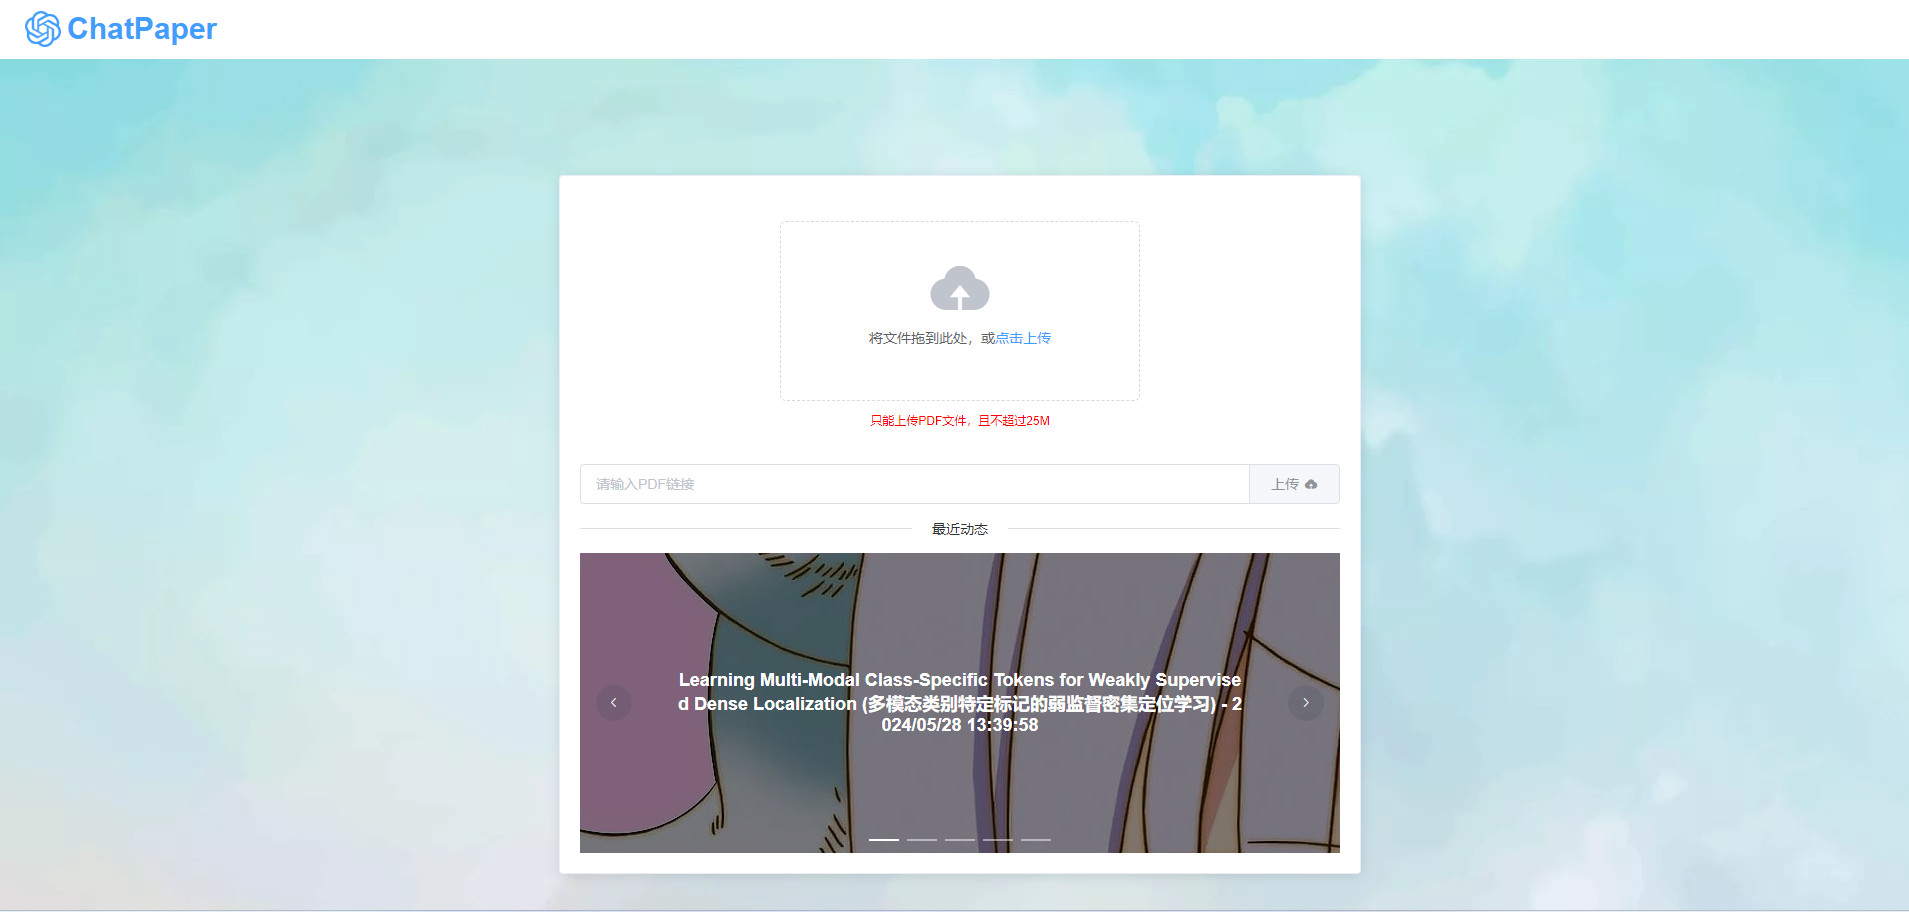 ChatPaper
将文件拖到此处，或点击上传
只能上传PDF文件，且不超过25M
请输入PDF链接
上传
最近动态
Learning Multi-Modal Class-Specific Tokens for Weakly Supervise
d Dense Localization (多模态类别特定标记的弱监督密集定位学习) - 2
024/05/28 13:39:58